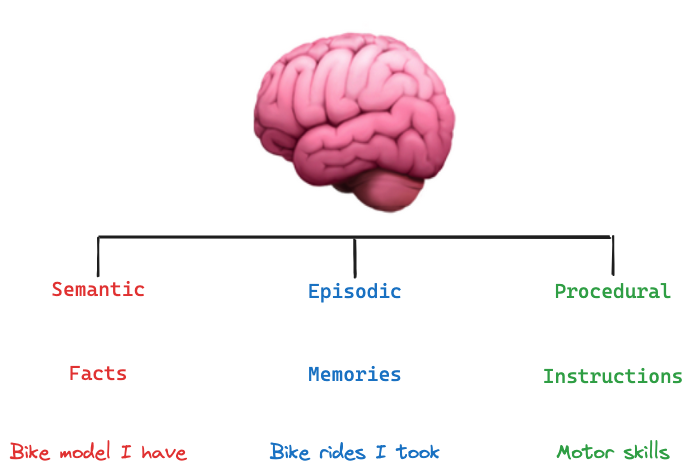 Semantic Episodic Procedural
Facts Memories Instructions
Bike model I have Bike rides I took Motor skills